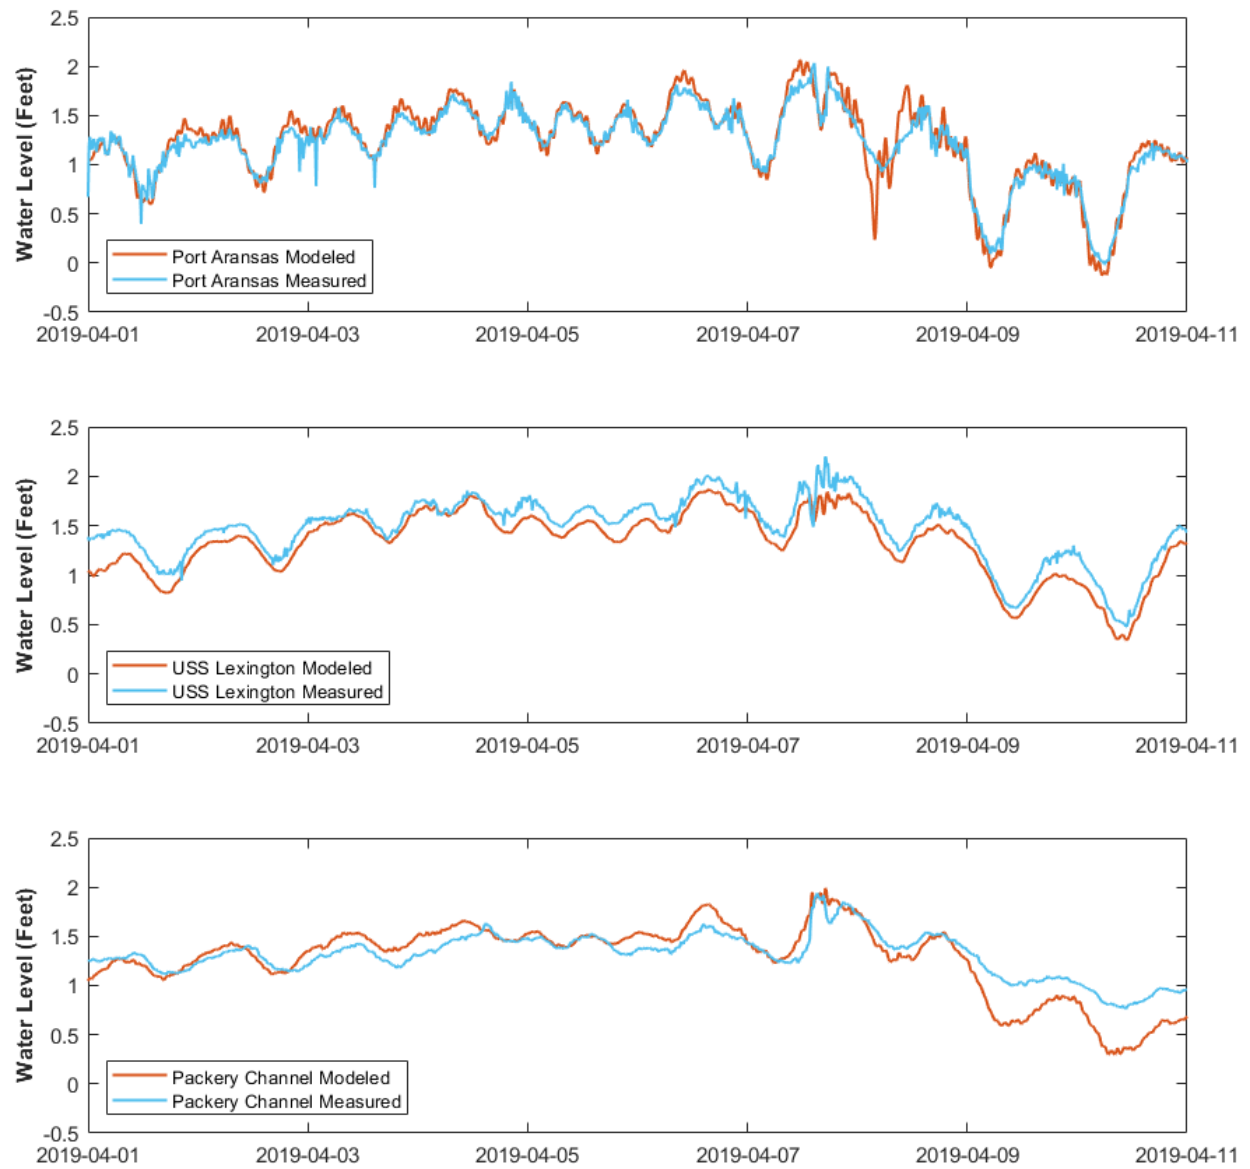 2.5
2
1.5
1
0.5
0
-0.5
Water Level (Feet)
Port Aransas Modeled
Port Aransas Measured
2019-04-01 2019-04-03 2019-04-05 2019-04-07 2019-04-09 2019-04-11
2.5
2
1.5
1
0.5
0
-0.5
Water Level (Feet)
USS Lexington Modeled
USS Lexington Measured
2019-04-01 2019-04-03 2019-04-05 2019-04-07 2019-04-09 2019-04-11
2.5
2
1.5
1
0.5
0
-0.5
Water Level (Feet)
Packery Channel Modeled
Packery Channel Measured
2019-04-01 2019-04-03 2019-04-05 2019-04-07 2019-04-09 2019-04-11